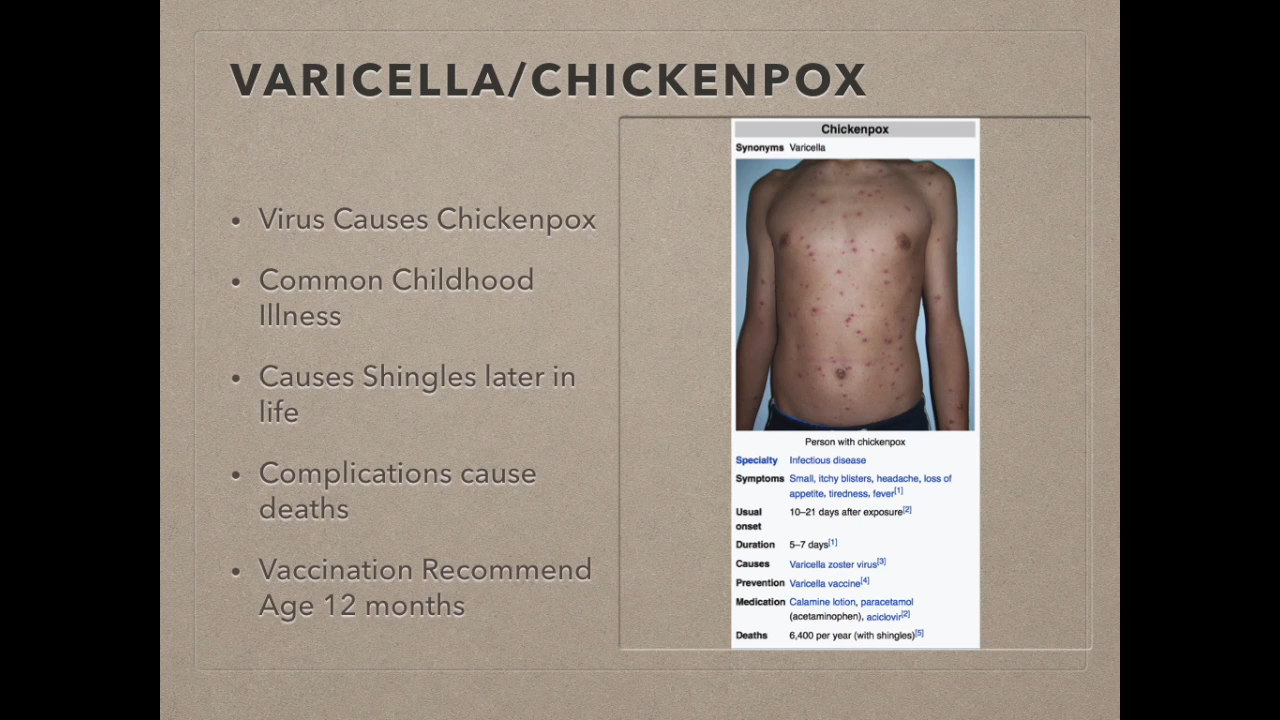 VARICELLA/CHICKENPOX
• Virus Causes Chickenpox
• Common Childhood
Illness
• Causes Shingles later in
life
• Complications cause
deaths
• Vaccination Recommend
Age 12 months
Chickenpox
Synonyms Varicella
Person with chickenpox
Specialty Infectious disease
Symptoms Small, itchy blisters, headache, loss of
appetite, tiredness, fever[1]
Usual 10–21 days after exposure[2]
onset
Duration 5–7 days[1]
Causes Varicella zoster virus[3]
Prevention Varicella vaccine[4]
Medication Calamine lotion, paracetamol
(acetaminophen), aciclovir[2]
Deaths 6,400 per year (with shingles)[5]